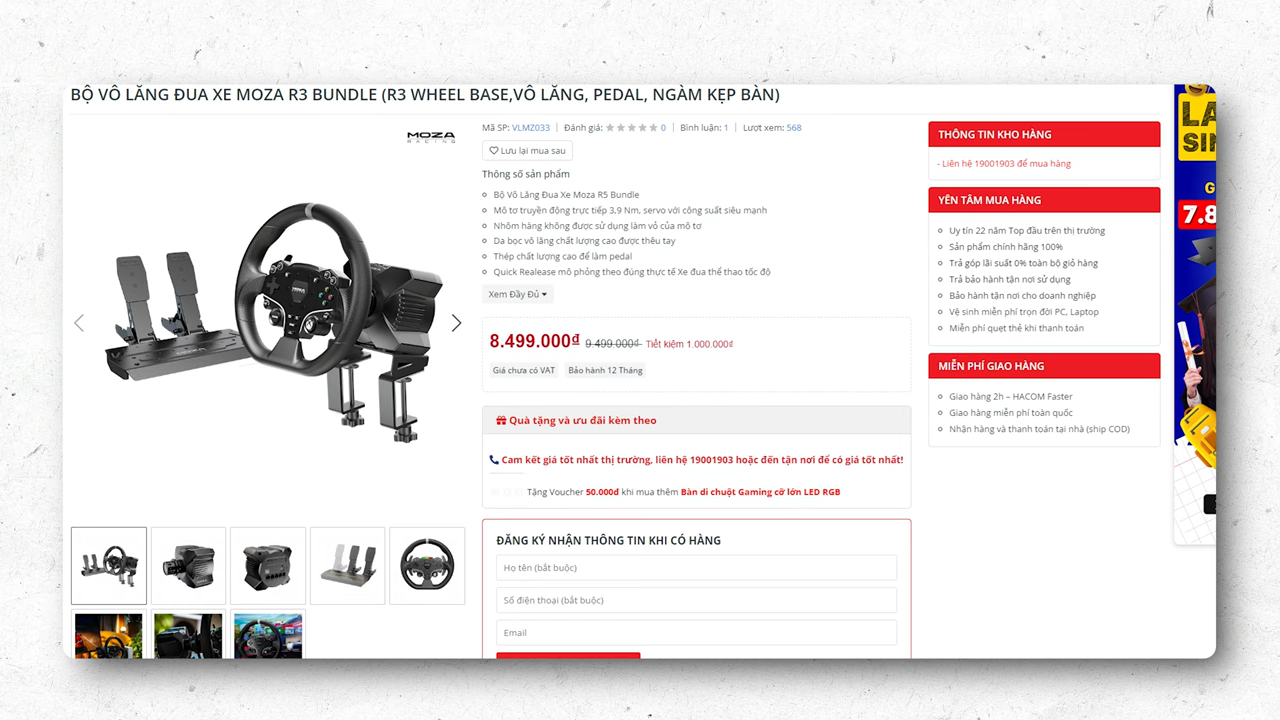 BỘ VÔ LĂNG ĐUA XE MOZA R3 BUNDLE (R3 WHEEL BASE,VÔ LĂNG, PEDAL, NGÀM KẸP BÀN)
MOZA
RACING
Mã SP: VLMZ033 | Đánh giá: 0 | Bình luận: 1 | Lượt xem: 568
Lưu lại mua sau
Thông số sản phẩm
Bộ Vô Lăng Đua Xe Moza R5 Bundle
Mô tơ truyền động trực tiếp 3,9 Nm, servo với công suất siêu mạnh
Nhôm hàng không được sử dụng làm vỏ của mô tơ
Da bọc vô lăng chất lượng cao được thêu tay
Thép chất lượng cao để làm pedal
Quick Realease mô phỏng theo đúng thực tế Xe đua thể thao tốc độ
Xem Đầy Đủ
8.499.000đ 9.499.000đ Tiết kiệm 1.000.000đ
Giá chưa có VAT Bảo hành 12 Tháng
Quà tặng và ưu đãi kèm theo
Cam kết giá tốt nhất thị trường, liên hệ 19001903 hoặc đến tận nơi để có giá tốt nhất!
Tặng Voucher 50.000đ khi mua thêm Bàn di chuột Gaming cỡ lớn LED RGB
ĐĂNG KÝ NHẬN THÔNG TIN KHI CÓ HÀNG
Họ tên (bắt buộc)
Số điện thoại (bắt buộc)
Email
THÔNG TIN KHO HÀNG
- Liên hệ 19001903 để mua hàng
YÊN TÂM MUA HÀNG
Uy tín 22 năm Top đầu trên thị trường
Sản phẩm chính hãng 100%
Trả góp lãi suất 0% toàn bộ giỏ hàng
Trả bảo hành tận nơi sử dụng
Bảo hành tận nơi cho doanh nghiệp
Vệ sinh miễn phí trọn đời PC, Laptop
Miễn phí quẹt thẻ khi thanh toán
MIỄN PHÍ GIAO HÀNG
Giao hàng 2h – HACOM Faster
Giao hàng miễn phí toàn quốc
Nhận hàng và thanh toán tại nhà (ship COD)
LA
SIN
G
7.8